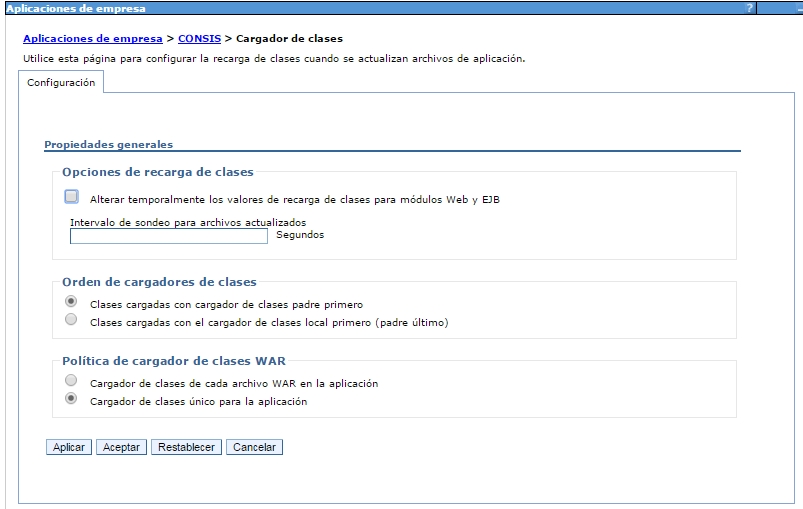 Aplicaciones de empresa ?
Aplicaciones de empresa > CONSIS > Cargador de clases
Utilice esta página para configurar la recarga de clases cuando se actualizan archivos de aplicación.
Configuración
Propiedades generales
Opciones de recarga de clases
Alterar temporalmente los valores de recarga de clases para módulos Web y EJB
Intervalo de sondeo para archivos actualizados
Segundos
Orden de cargadores de clases
Clases cargadas con cargador de clases padre primero
Clases cargadas con el cargador de clases local primero (padre último)
Política de cargador de clases WAR
Cargador de clases de cada archivo WAR en la aplicación
Cargador de clases único para la aplicación
Aplicar Aceptar Restablecer Cancelar